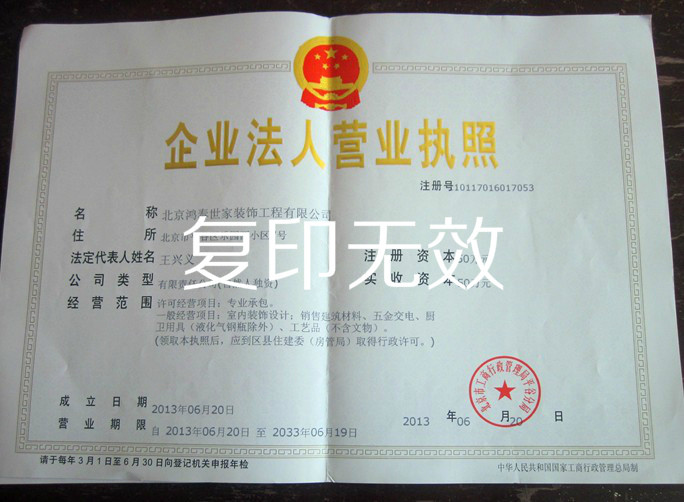 企业法人营业执照
注册号10117016017053
名 称 北京鸿泰世家装饰工程有限公司
住 所 北京市 谷区 小区 号
法定代表人姓名 王兴义
注册资本 50万元
公司类型 有限责任公司(自然人独资)
实收资本 50万元
经营范围 许可经营项目：专业承包。
一般经营项目：室内装饰设计；销售建筑材料、五金交电、厨
卫用具（液化气钢瓶除外）、工艺品（不含文物）。
(领取本执照后，应到区县住建委（房管局）取得行政许可。)
复印无效
成立日期 2013年06月20日
营业期限 自 2013年06月20日 至 2033年06月19日
北京市工商行政管理局平谷分局
2013 年 06 月 20 日
请于每年3月1日至6月30日向登记机关申报年检
中华人民共和国国家工商行政管理总局制